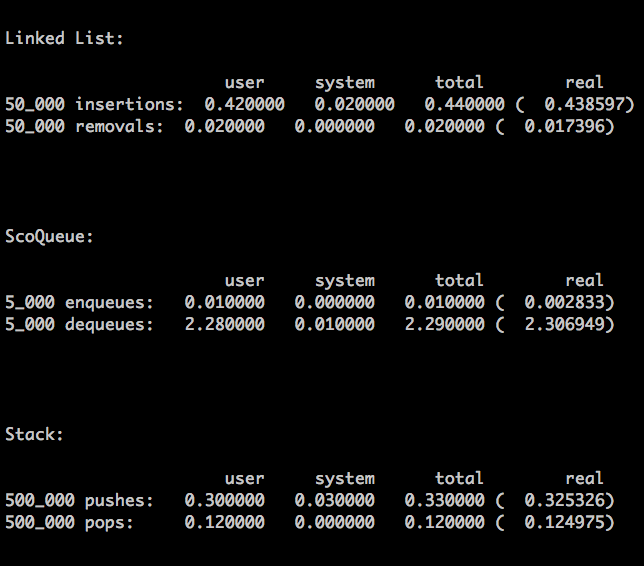 Linked List:
user system total real
50_000 insertions: 0.420000 0.020000 0.440000 ( 0.438597)
50_000 removals: 0.020000 0.000000 0.020000 ( 0.017396)
ScoQueue:
user system total real
5_000 enqueues: 0.010000 0.000000 0.010000 ( 0.002833)
5_000 dequeues: 2.280000 0.010000 2.290000 ( 2.306949)
Stack:
user system total real
500_000 pushes: 0.300000 0.030000 0.330000 ( 0.325326)
500_000 pops: 0.120000 0.000000 0.120000 ( 0.124975)